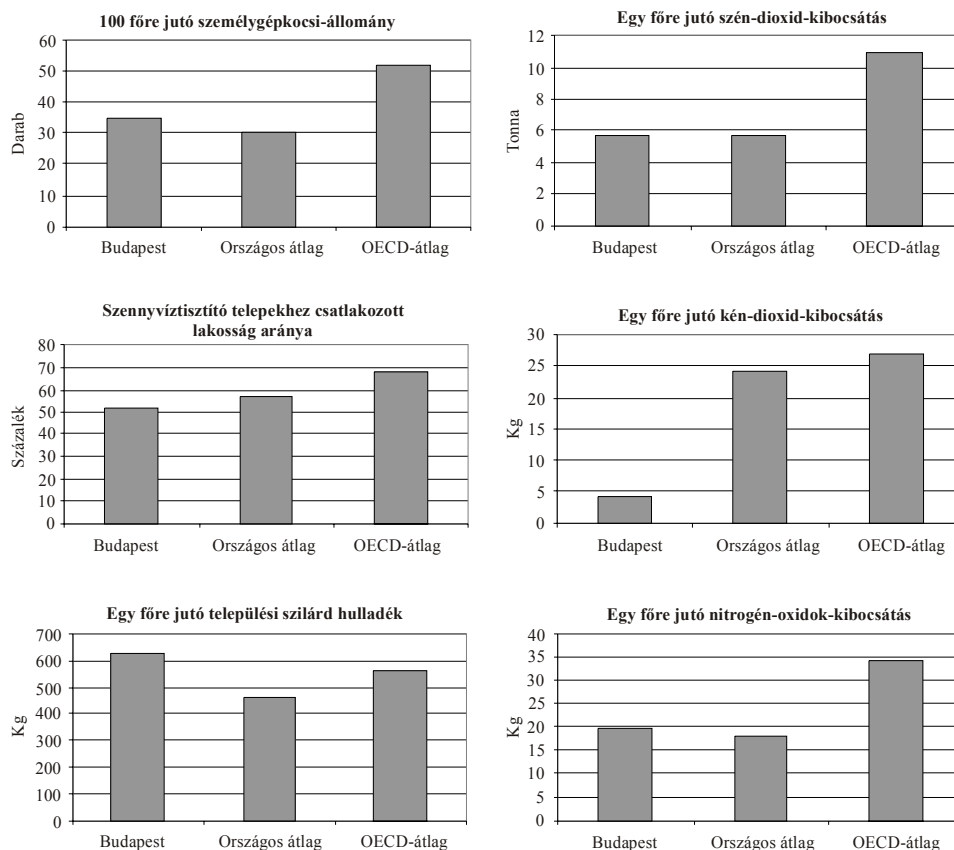 100 főre jutó személygépkocsi-állomány
Darab
60
50
40
30
20
10
0
Budapest Országos átlag OECD-átlag
Egy főre jutó szén-dioxid-kibocsátás
Tonna
12
10
8
6
4
2
0
Budapest Országos átlag OECD-átlag
Szennyvíztisztító telepekhez csatlakozott
lakosság aránya
Százalék
80
70
60
50
40
30
20
10
0
Budapest Országos átlag OECD-átlag
Egy főre jutó kén-dioxid-kibocsátás
Kg
30
25
20
15
10
5
0
Budapest Országos átlag OECD-átlag
Egy főre jutó települési szilárd hulladék
Kg
700
600
500
400
300
200
100
0
Budapest Országos átlag OECD-átlag
Egy főre jutó nitrogén-oxidok-kibocsátás
Kg
40
35
30
25
20
15
10
5
0
Budapest Országos átlag OECD-átlag